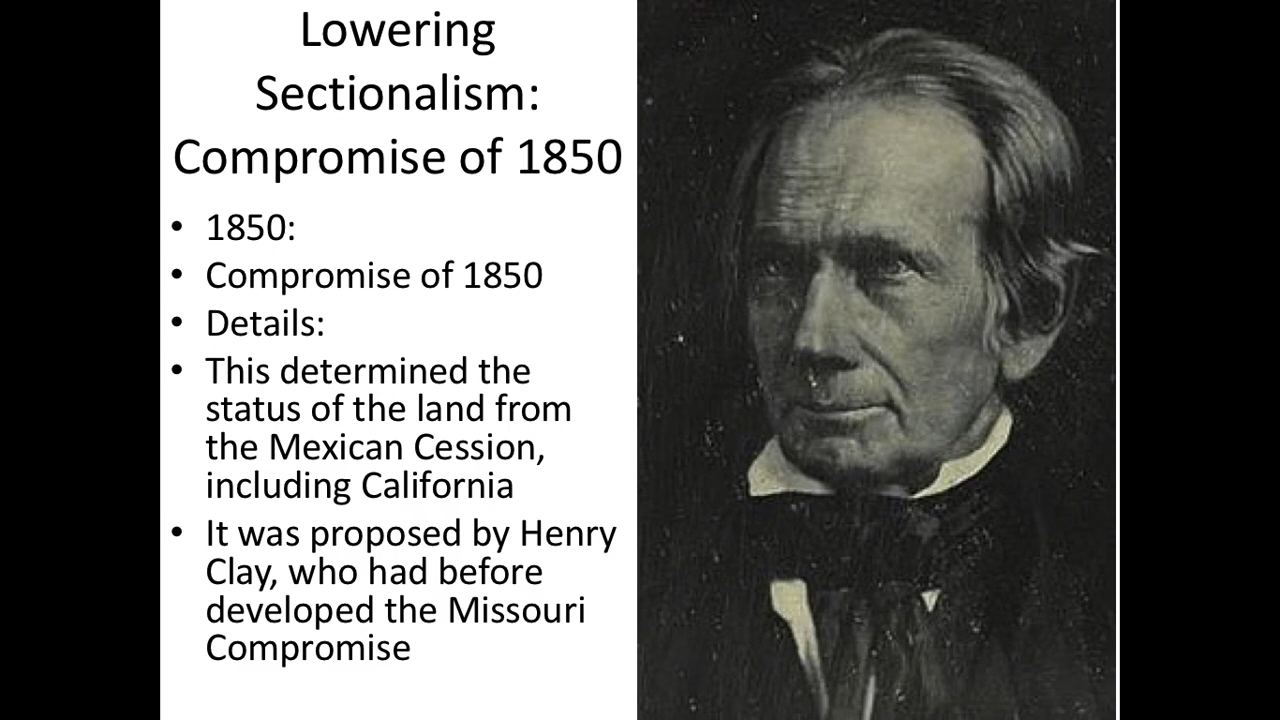 Lowering
Sectionalism:
Compromise of 1850
• 1850:
• Compromise of 1850
• Details:
• This determined the
status of the land from
the Mexican Cession,
including California
• It was proposed by Henry
Clay, who had before
developed the Missouri
Compromise